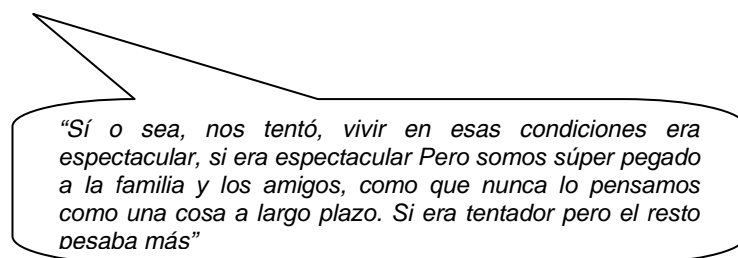 “Sí o sea, nos tentó, vivir en esas condiciones era
espectacular, si era espectacular Pero somos súper pegado
a la familia y los amigos, como que nunca lo pensamos
como una cosa a largo plazo. Si era tentador pero el resto
pesaba más”